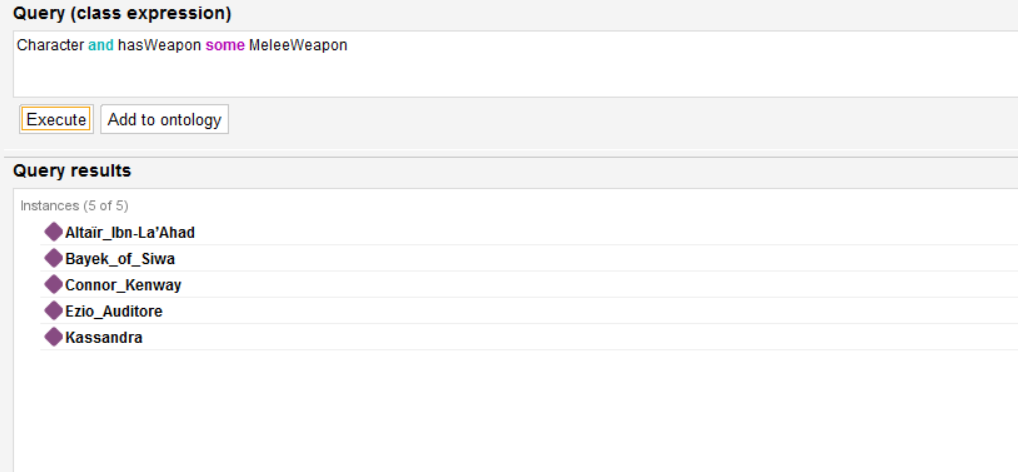 Query (class expression)
Character and hasWeapon some MeleeWeapon
Execute
Add to ontology
Query results
Instances (5 of 5)
Altaïr_Ibn-La’Ahad
Bayek_of_Siwa
Connor_Kenway
Ezio_Auditore
Kassandra